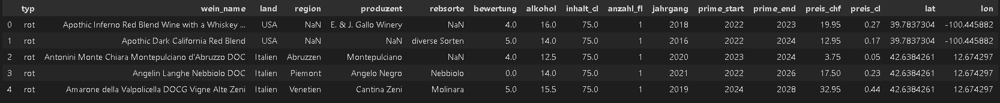 typ wein_name land region produzent rebsorte bewertung alkohol inhalt_cl anzahl_fl jahrgang prime_start prime_end preis_chf preis_cl lat lon
0 rot Apothic Inferno Red Blend Wine with a Whiskey ... USA NaN E. & J. Gallo Winery NaN 4.0 16.0 75.0 1 2018 2022 2023 19.95 0.27 39.7837304 -100.445882
1 rot Apothic Dark California Red Blend USA NaN NaN diverse Sorten 5.0 14.0 75.0 1 2016 2022 2024 12.95 0.17 39.7837304 -100.445882
2 rot Antonini Monte Chiara Montepulciano d'Abruzzo DOC Italien Abruzzen Montepulciano NaN 4.0 12.5 75.0 1 2020 2023 2024 3.75 0.05 42.6384261 12.674297
3 rot Angelin Langhe Nebbiolo DOC Italien Piemont Angelo Negro Nebbiolo 0.0 14.0 75.0 1 2021 2022 2026 17.50 0.23 42.6384261 12.674297
4 rot Amarone della Valpolicella DOCG Vigne Alte Zeni Italien Venetien Cantina Zeni Molinara 5.0 15.5 75.0 1 2019 2024 2028 32.95 0.44 42.6384261 12.674297